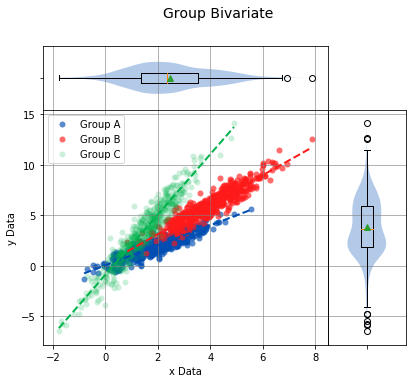 Group Bivariate
15
10
5
0
−5
Group A
Group B
Group C
y Data
−2 0 2 4 6 8
x Data